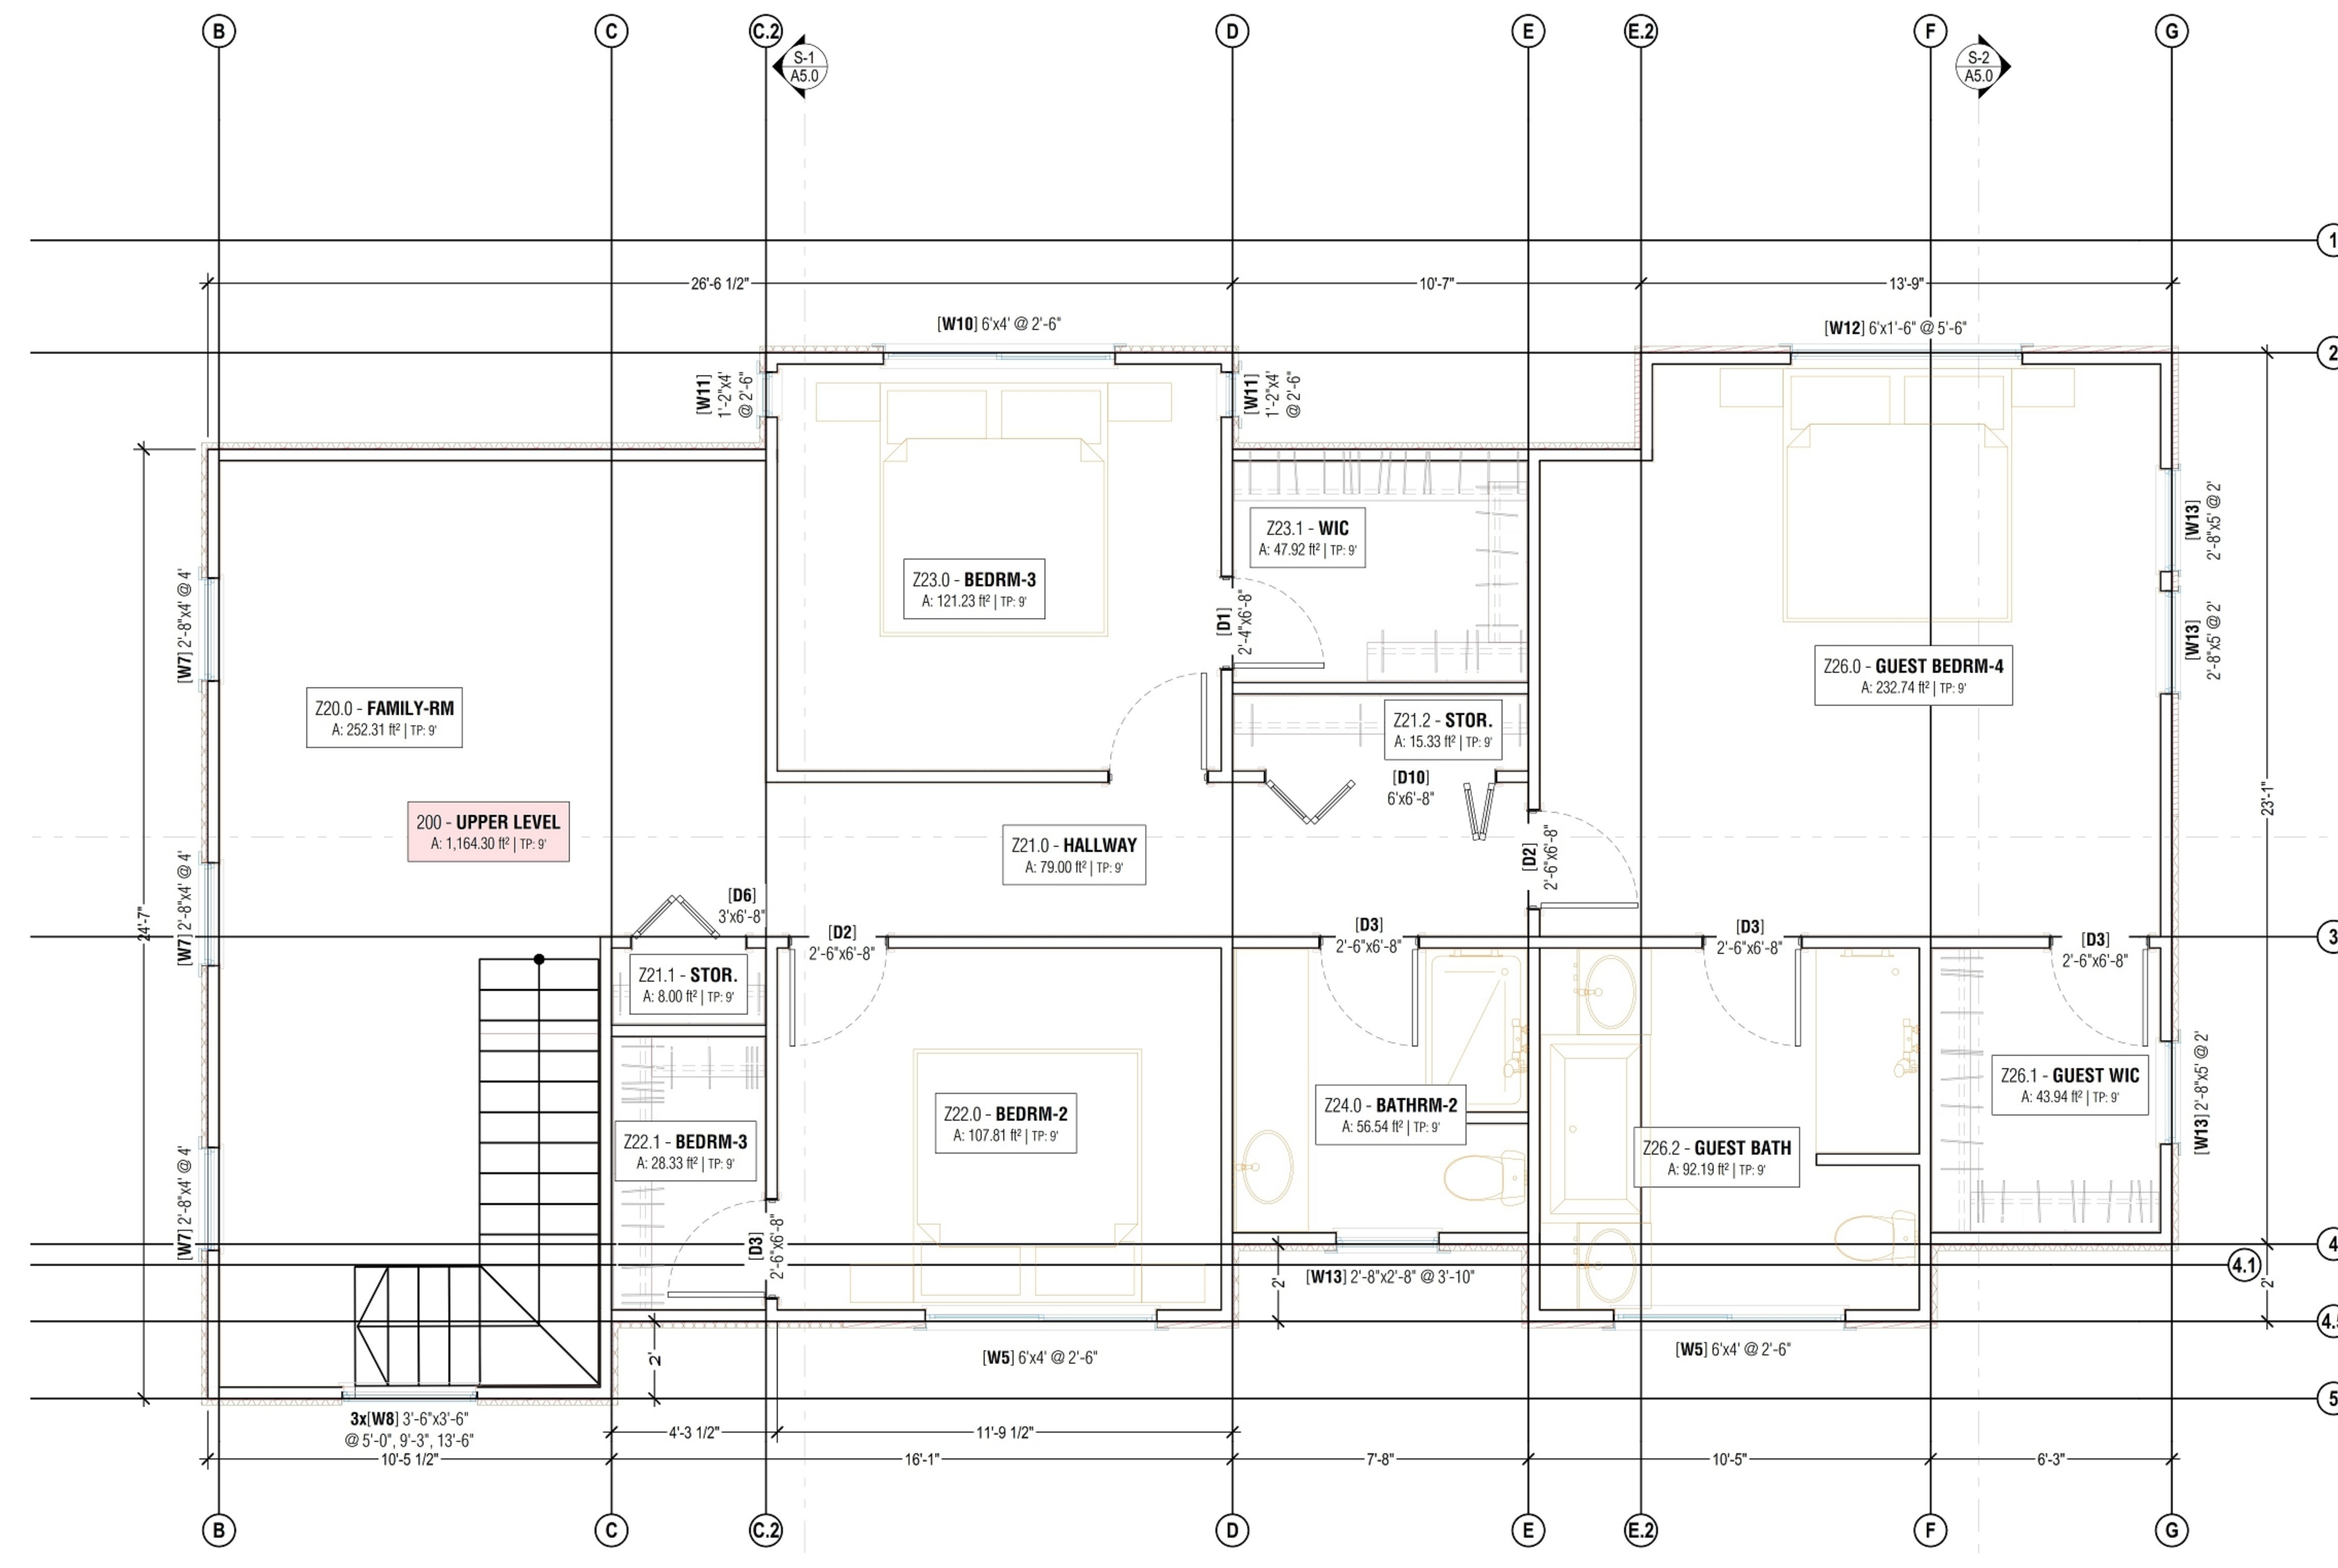 B C C.2 D E E.2 F G
S-1
A5.0
S-2
A5.0
1
26'-6 1/2" 10'-7" 13'-9"
[W10] 6'x4' @ 2'-6"
[W12] 6'x1'-6" @ 5'-6"
2
[W11]
1'-2"x4'
@ 2'-6"
[W11]
1'-2"x4'
@ 2'-6"
Z23.1 - WIC
A: 47.92 ft² | TP: 9'
[W13]
2'-8"x5' @ 2'
Z23.0 - BEDRM-3
A: 121.23 ft² | TP: 9'
[W7] 2'-8"x4' @ 4'
[D1]
2'-4"x6'-8"
[W13]
2'-8"x5' @ 2'
Z26.0 - GUEST BEDRM-4
A: 232.74 ft² | TP: 9'
Z20.0 - FAMILY-RM
A: 252.31 ft² | TP: 9'
Z21.2 - STOR.
A: 15.33 ft² | TP: 9'
[D10]
6'x6'-8"
23'-1"
200 - UPPER LEVEL
A: 1,164.30 ft² | TP: 9'
Z21.0 - HALLWAY
A: 79.00 ft² | TP: 9'
[D2]
2'-6"x6'-8"
24'-7"
[W7] 2'-8"x4' @ 4'
[D6]
3'x6'-8"
[D2]
2'-6"x6'-8"
[D3]
2'-6"x6'-8"
[D3]
2'-6"x6'-8"
[D3]
2'-6"x6'-8"
3
Z21.1 - STOR.
A: 8.00 ft² | TP: 9'
Z26.1 - GUEST WIC
A: 43.94 ft² | TP: 9'
[W13] 2'-8"x5' @ 2'
Z22.0 - BEDRM-2
A: 107.81 ft² | TP: 9'
Z24.0 - BATHRM-2
A: 56.54 ft² | TP: 9'
Z22.1 - BEDRM-3
A: 28.33 ft² | TP: 9'
Z26.2 - GUEST BATH
A: 92.19 ft² | TP: 9'
[W7] 2'-8"x4' @ 4'
[D3]
2'-6"x6'-8"
4
4.1
[W13] 2'-8"x2'-8" @ 3'-10"
2'
2'
[W5] 6'x4' @ 2'-6"
[W5] 6'x4' @ 2'-6"
2'
5
3x[W8] 3'-6"x3'-6"
@ 5'-0", 9'-3", 13'-6"
4'-3 1/2" 11'-9 1/2"
10'-5 1/2" 16'-1" 7'-8" 10'-5" 6'-3"
B C C.2 D E E.2 F G